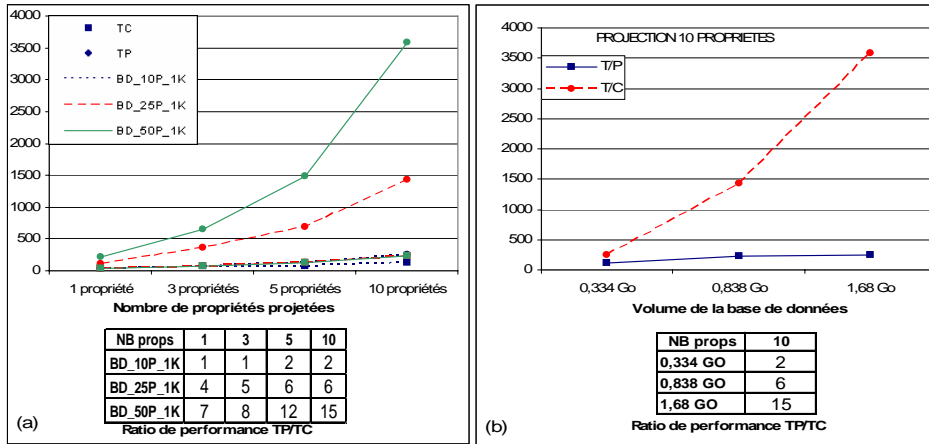 4000
3500
3000
2500
2000
1500
1000
500
0
TC
TP
BD_10P_1K
BD_25P_1K
BD_50P_1K
1 propriété 3 propriétés 5 propriétés 10 propriétés
Nombre de propriétés projetées
NB props 1 3 5 10
BD_10P_1K 1 1 2 2
BD_25P_1K 4 5 6 6
BD_50P_1K 7 8 12 15
(a)
Ratio de performance TP/TC
4000
3500
3000
2500
2000
1500
1000
500
0
PROJECTION 10 PROPRIETES
T/P
T/C
0,334 Go 0,838 Go 1,68 Go
Volume de la base de données
NB props 10
0,334 GO 2
0,838 GO 6
1,68 GO 15
(b)
Ratio de performance TP/TC